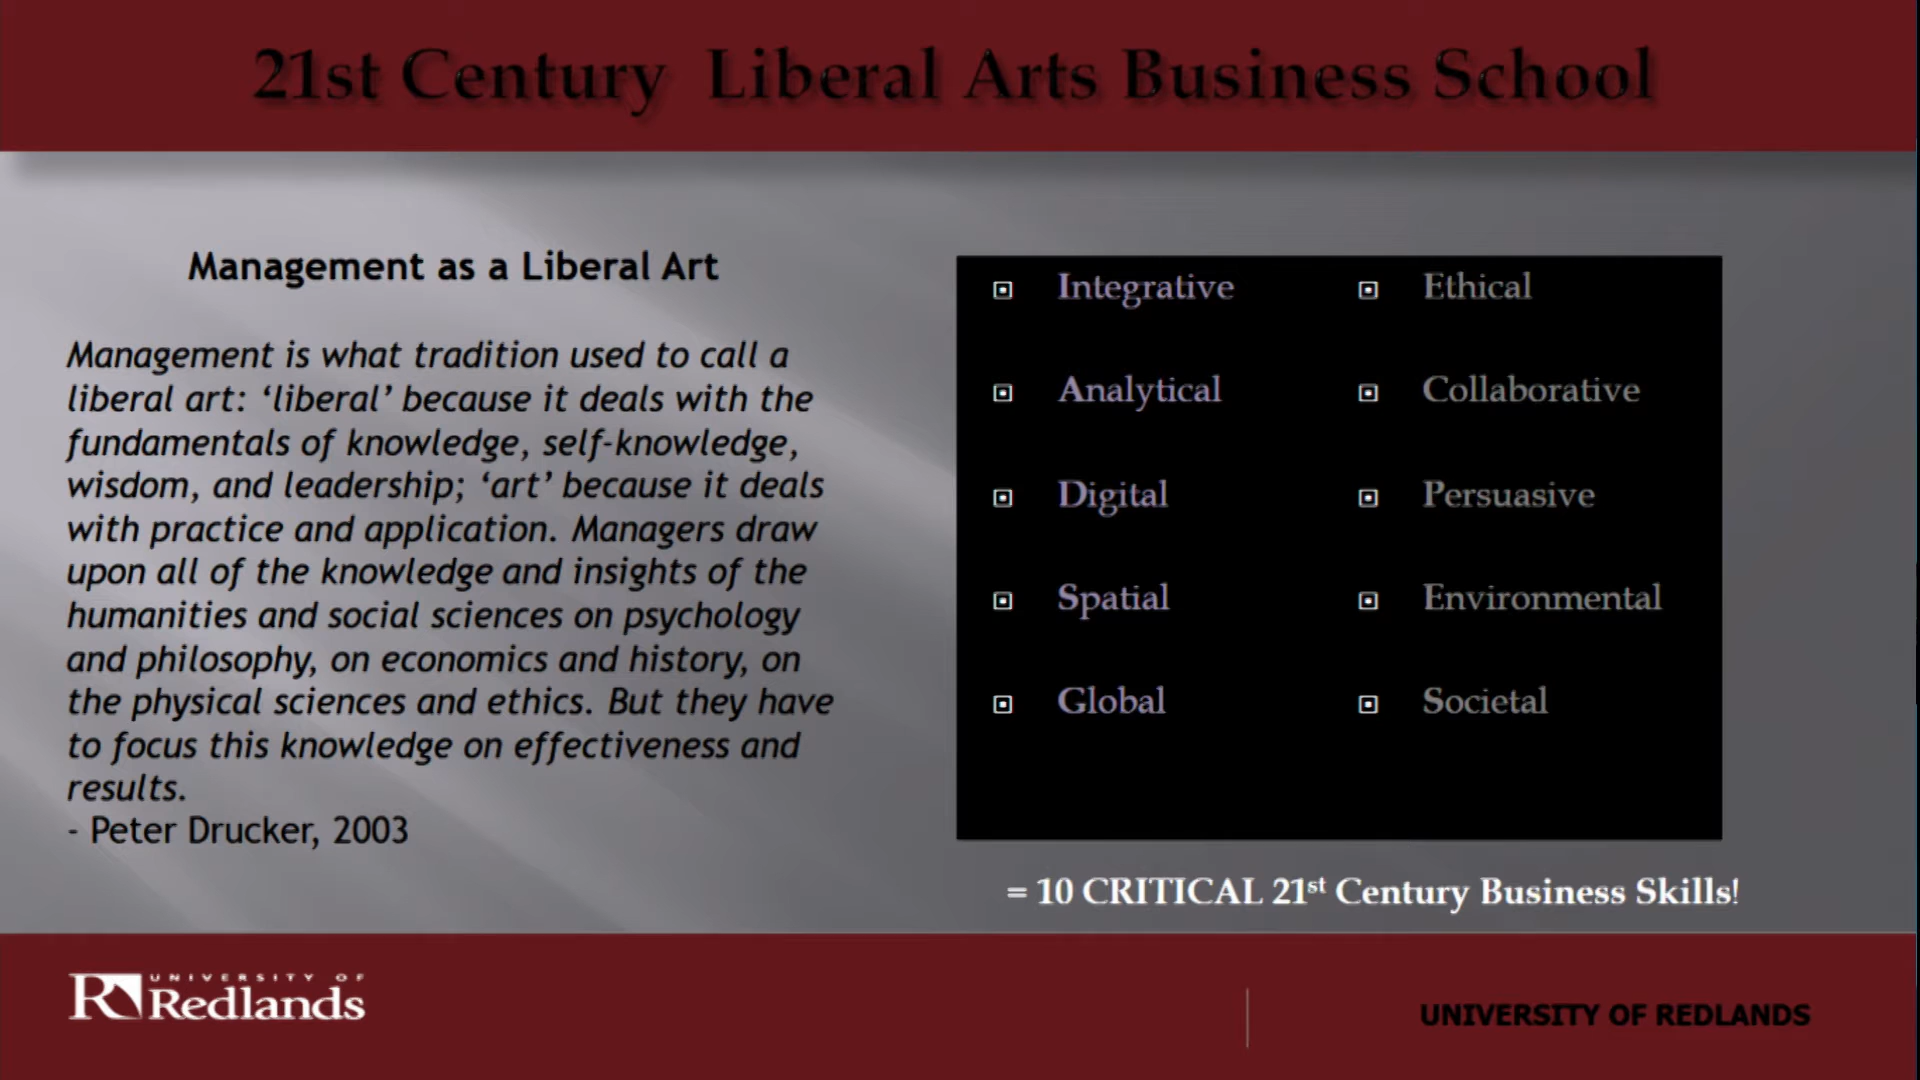 21st Century Liberal Arts Business School
Management as a Liberal Art
Management is what tradition used to call a
liberal art: ‘liberal’ because it deals with the
fundamentals of knowledge, self-knowledge,
wisdom, and leadership; ‘art’ because it deals
with practice and application. Managers draw
upon all of the knowledge and insights of the
humanities and social sciences on psychology
and philosophy, on economics and history, on
the physical sciences and ethics. But they have
to focus this knowledge on effectiveness and
results.
- Peter Drucker, 2003
Integrative
Analytical
Digital
Spatial
Global
Ethical
Collaborative
Persuasive
Environmental
Societal
= 10 CRITICAL 21st Century Business Skills!
UNIVERSITY OF
Redlands
UNIVERSITY OF REDLANDS